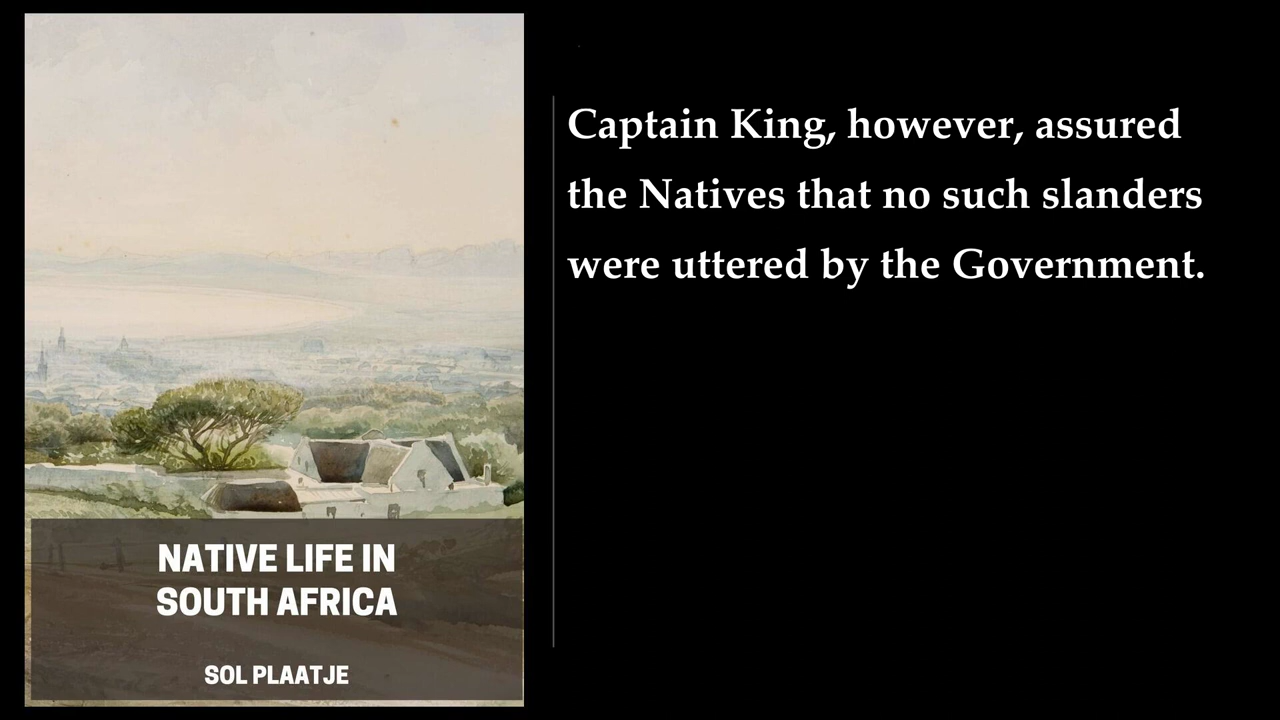 NATIVE LIFE IN
SOUTH AFRICA
SOL PLAATJE
Captain King, however, assured
the Natives that no such slanders
were uttered by the Government.